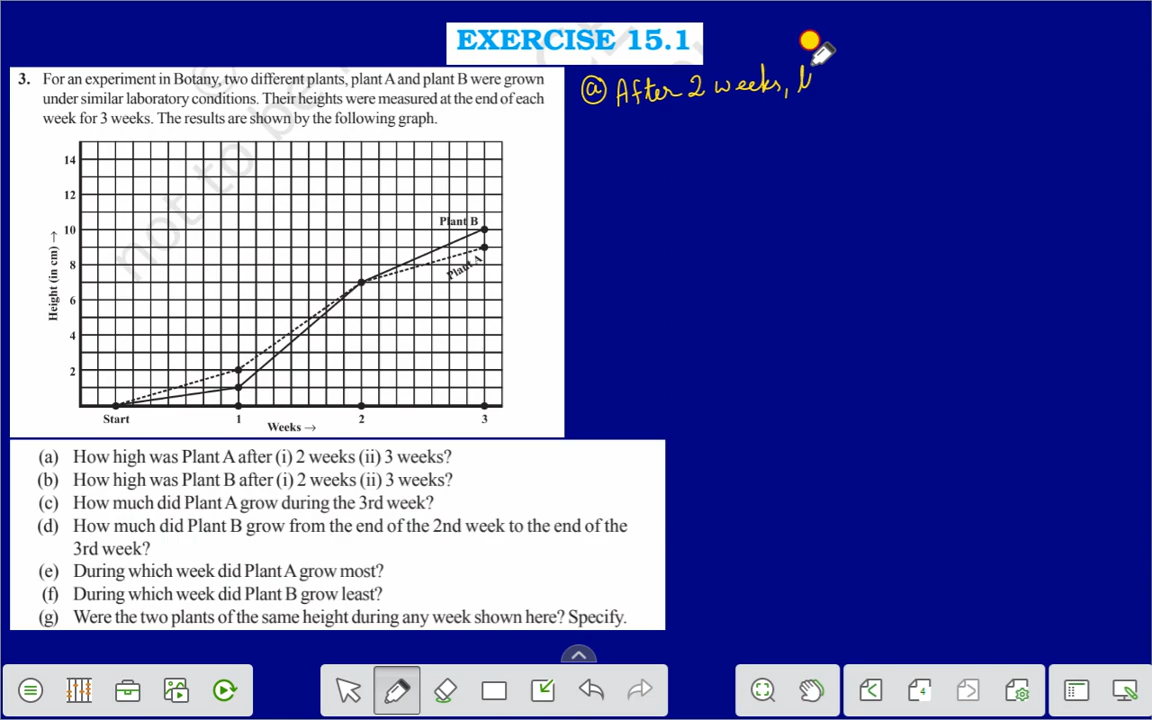 EXERCISE 15.1
3. For an experiment in Botany, two different plants, plant A and plant B were grown
under similar laboratory conditions. Their heights were measured at the end of each
week for 3 weeks. The results are shown by the following graph.
ⓐ After 2 weeks,
not to be
14
12
10
8
6
4
2
Height (in cm) →
Plant B
Plant A
Start 1 2 3
Weeks →
(a) How high was Plant A after (i) 2 weeks (ii) 3 weeks?
(b) How high was Plant B after (i) 2 weeks (ii) 3 weeks?
(c) How much did Plant A grow during the 3rd week?
(d) How much did Plant B grow from the end of the 2nd week to the end of the
3rd week?
(e) During which week did Plant A grow most?
(f) During which week did Plant B grow least?
(g) Were the two plants of the same height during any week shown here? Specify.
4